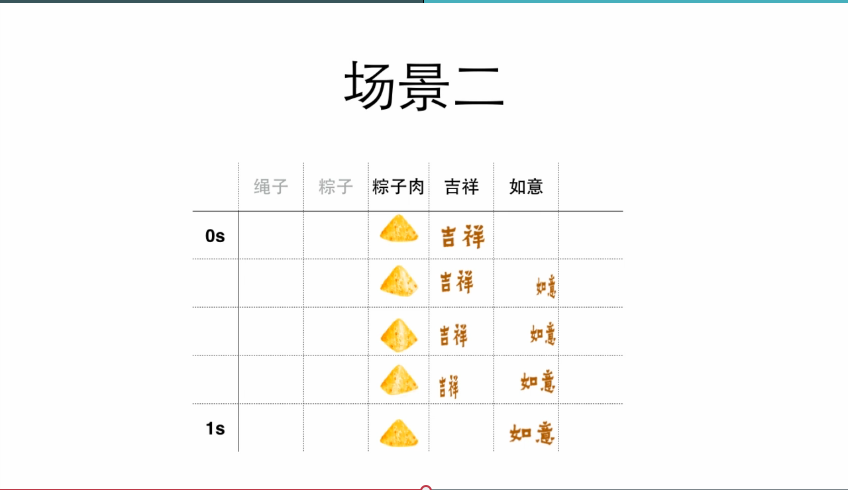 场景二
绳子 粽子 粽子肉 吉祥 如意
0s 吉祥
吉祥 如意
吉祥 如意
吉祥 如意
1s 如意